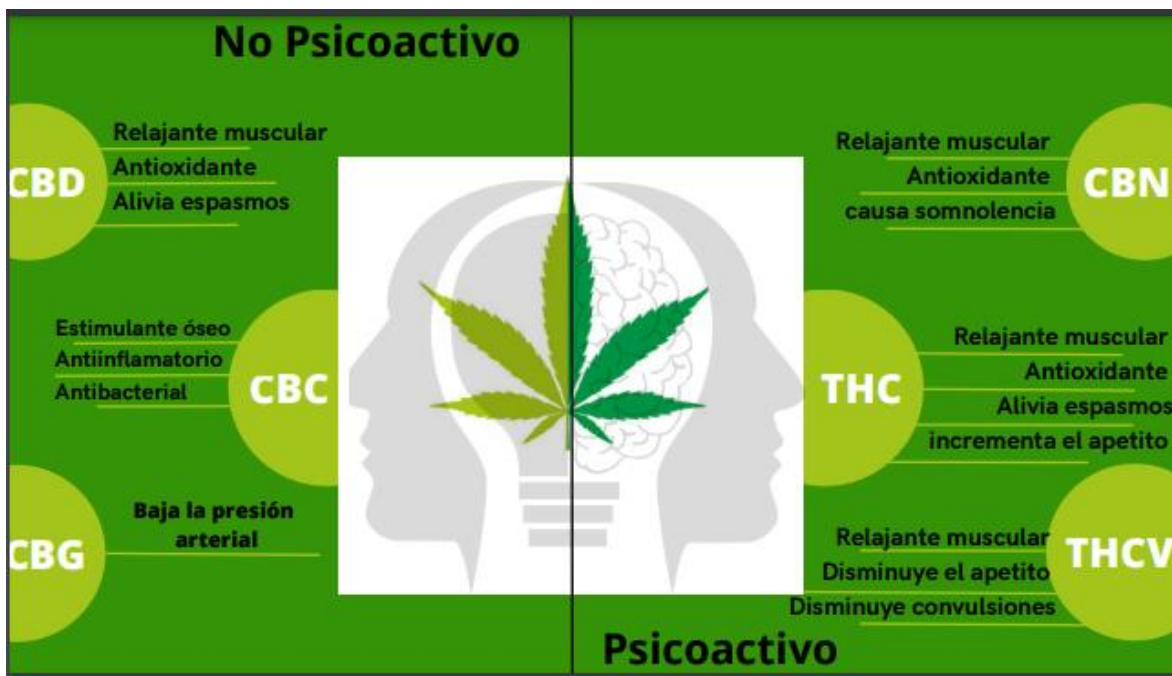 No Psicoactivo
CBD
Relajante muscular
Antioxidante
Alivia espasmos
Estimulante óseo
Antiinflamatorio
Antibacterial
CBC
CBG
Baja la presión
arterial
Relajante muscular
Antioxidante
causa somnolencia
CBN
THC
Relajante muscular
Antioxidante
Alivia espasmos
incrementa el apetito
Relajante muscular
Disminuye el apetito
Disminuye convulsiones
THCV
Psicoactivo